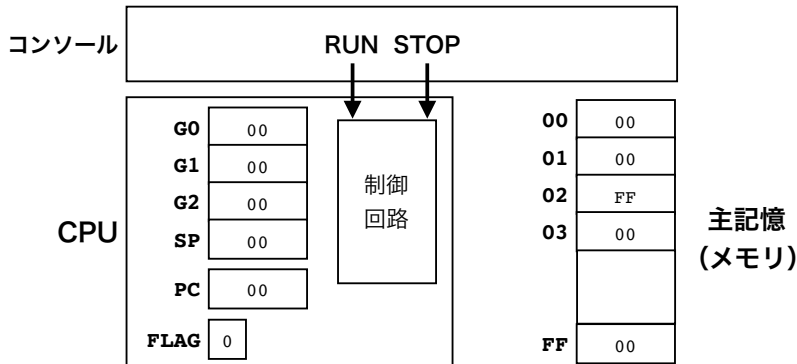 コンソール
RUN STOP
CPU
G0 00
G1 00
G2 00
SP 00
PC 00
FLAG 0
制御
回路
00 00
01 00
02 FF
03 00
FF 00
主記憶
(メモリ)